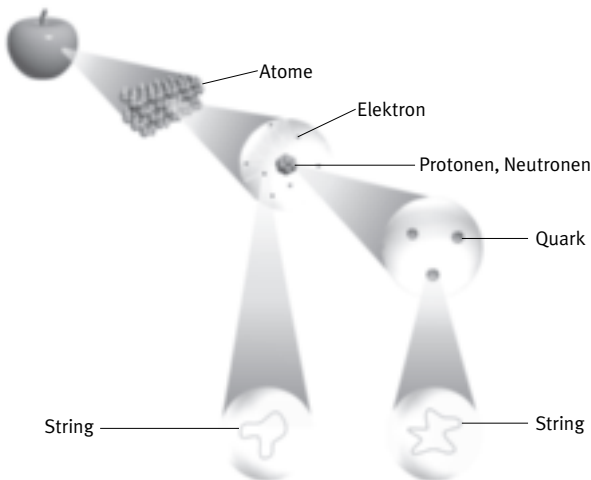 Atome
Elektron
Protonen, Neutronen
Quark
String
String